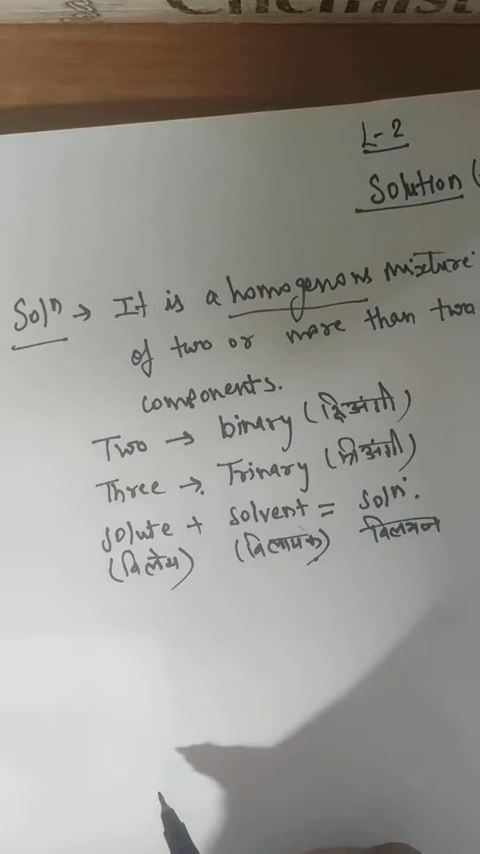 Chemist
L-2
Solution (
Solⁿ → It is a homogenous mixture
of two or more than two
components.
Two → binary (द्विअंगी)
Three → Trinary (त्रीअंगी)
solute + solvent = solⁿ.
(विलेय) (विलायक) विलयन